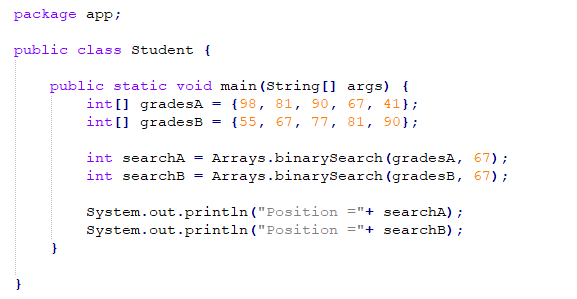 package app;
public class Student {
public static void main(String[] args) {
int[] gradesA = {98, 81, 90, 67, 41};
int[] gradesB = {55, 67, 77, 81, 90};
int searchA = Arrays.binarySearch(gradesA, 67);
int searchB = Arrays.binarySearch(gradesB, 67);
System.out.println("Position ="+ searchA);
System.out.println("Position ="+ searchB);
}
}